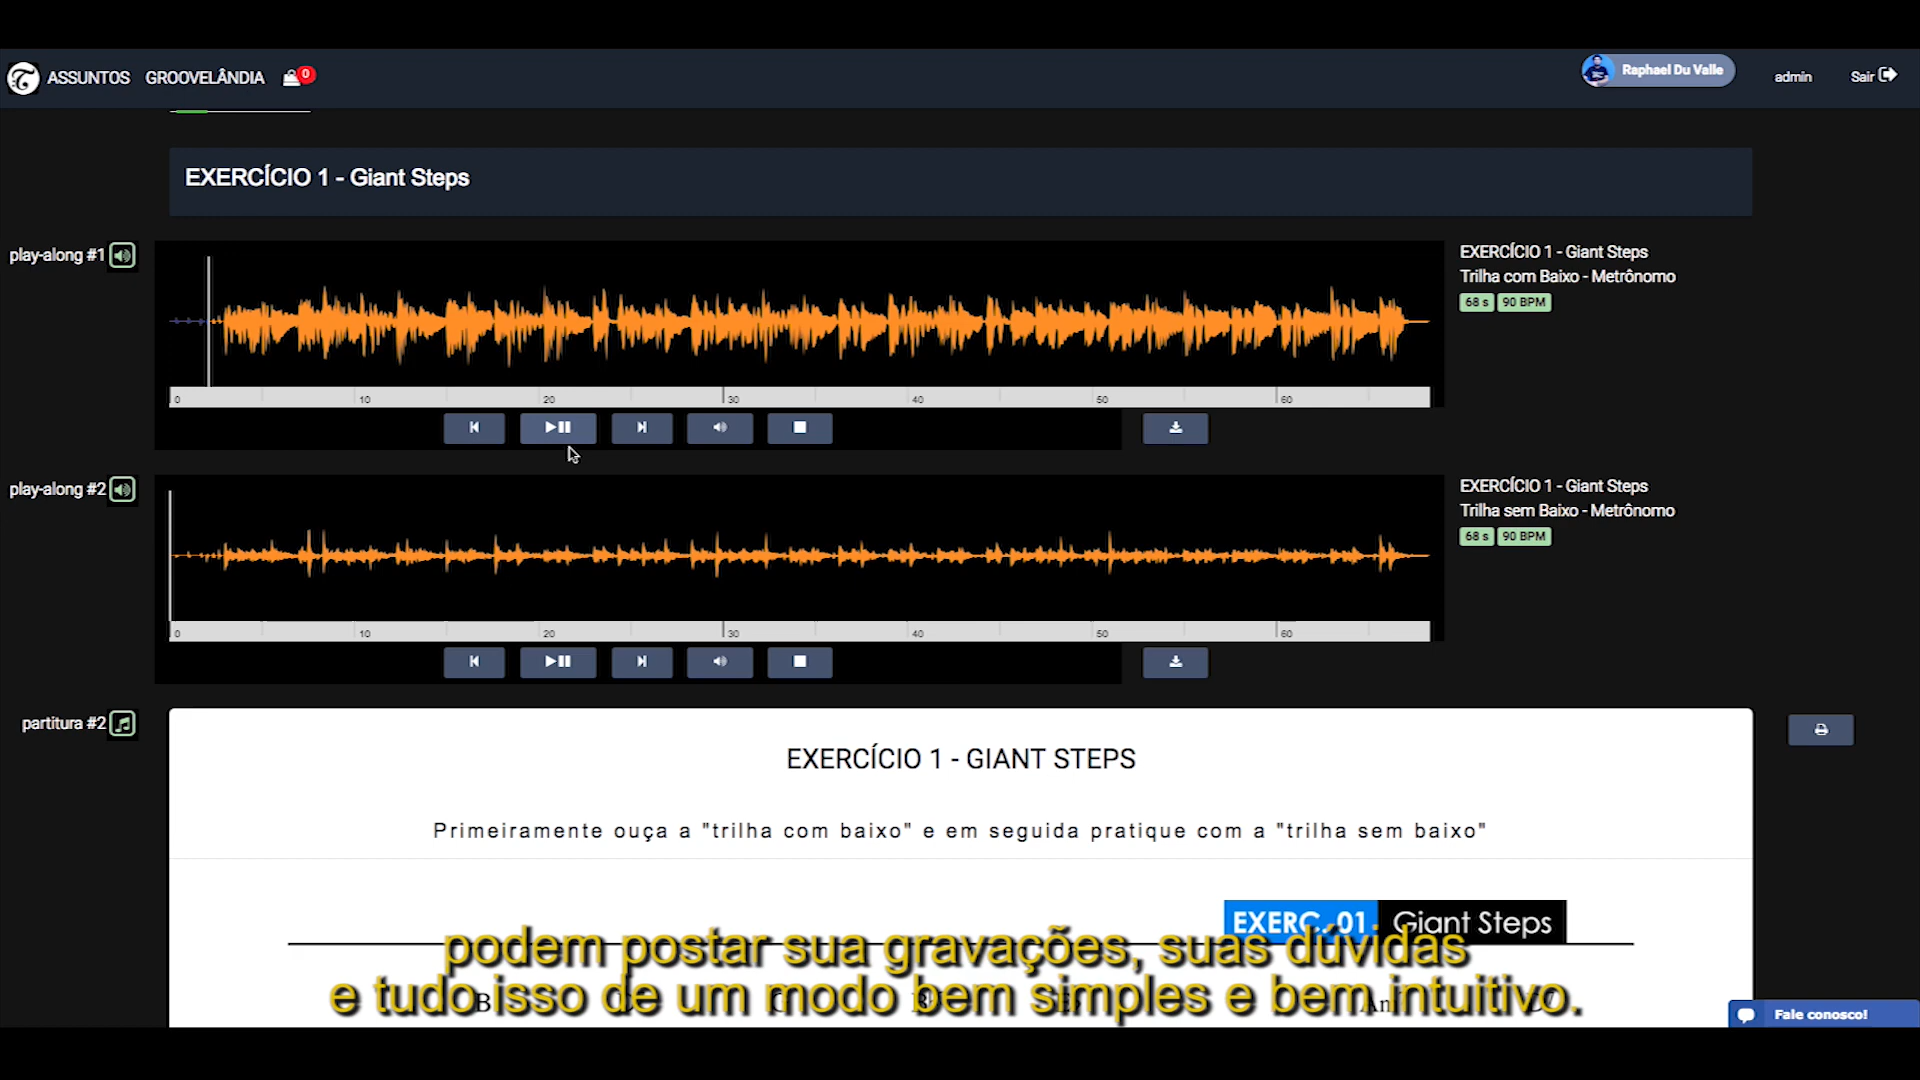 ASSUNTOS GROOVELÂNDIA 0 Raphael Du Valle admin Sair
EXERCÍCIO 1 - Giant Steps
play-along #1
EXERCÍCIO 1 - Giant Steps
Trilha com Baixo - Metrônomo
68 s 90 BPM
0 10 20 30 40 50 60
play-along #2
EXERCÍCIO 1 - Giant Steps
Trilha sem Baixo - Metrônomo
68 s 90 BPM
0 10 20 30 40 50 60
partitura #2
EXERCÍCIO 1 - GIANT STEPS
Primeiramente ouça a "trilha com baixo" e em seguida pratique com a "trilha sem baixo"
EXERC. 01 Giant Steps
podem postar sua gravações, suas dúvidas
e tudo isso de um modo bem simples e bem intuitivo.
Fale conosco!